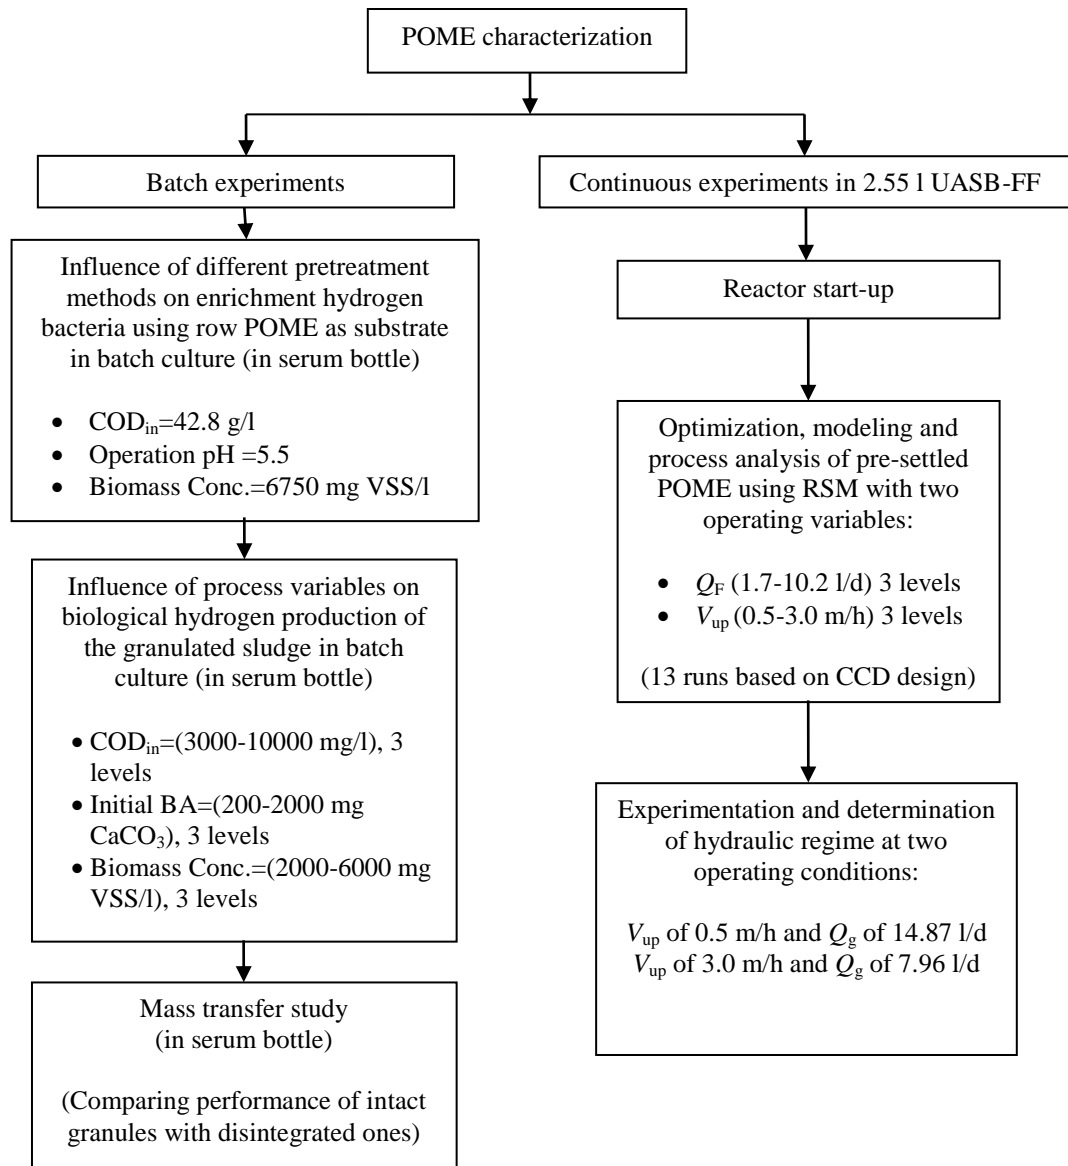 POME characterization
Batch experiments
Continuous experiments in 2.55 l UASB-FF
Influence of different pretreatment
methods on enrichment hydrogen
bacteria using row POME as substrate
in batch culture (in serum bottle)
• CODin=42.8 g/l
• Operation pH =5.5
• Biomass Conc.=6750 mg VSS/l
Influence of process variables on
biological hydrogen production of
the granulated sludge in batch
culture (in serum bottle)
• CODin=(3000-10000 mg/l), 3
levels
• Initial BA=(200-2000 mg
CaCO3), 3 levels
• Biomass Conc.=(2000-6000 mg
VSS/l), 3 levels
Mass transfer study
(in serum bottle)
(Comparing performance of intact
granules with disintegrated ones)
Reactor start-up
Optimization, modeling and
process analysis of pre-settled
POME using RSM with two
operating variables:
• QF (1.7-10.2 l/d) 3 levels
• Vup (0.5-3.0 m/h) 3 levels
(13 runs based on CCD design)
Experimentation and determination
of hydraulic regime at two
operating conditions:
Vup of 0.5 m/h and Qg of 14.87 l/d
Vup of 3.0 m/h and Qg of 7.96 l/d